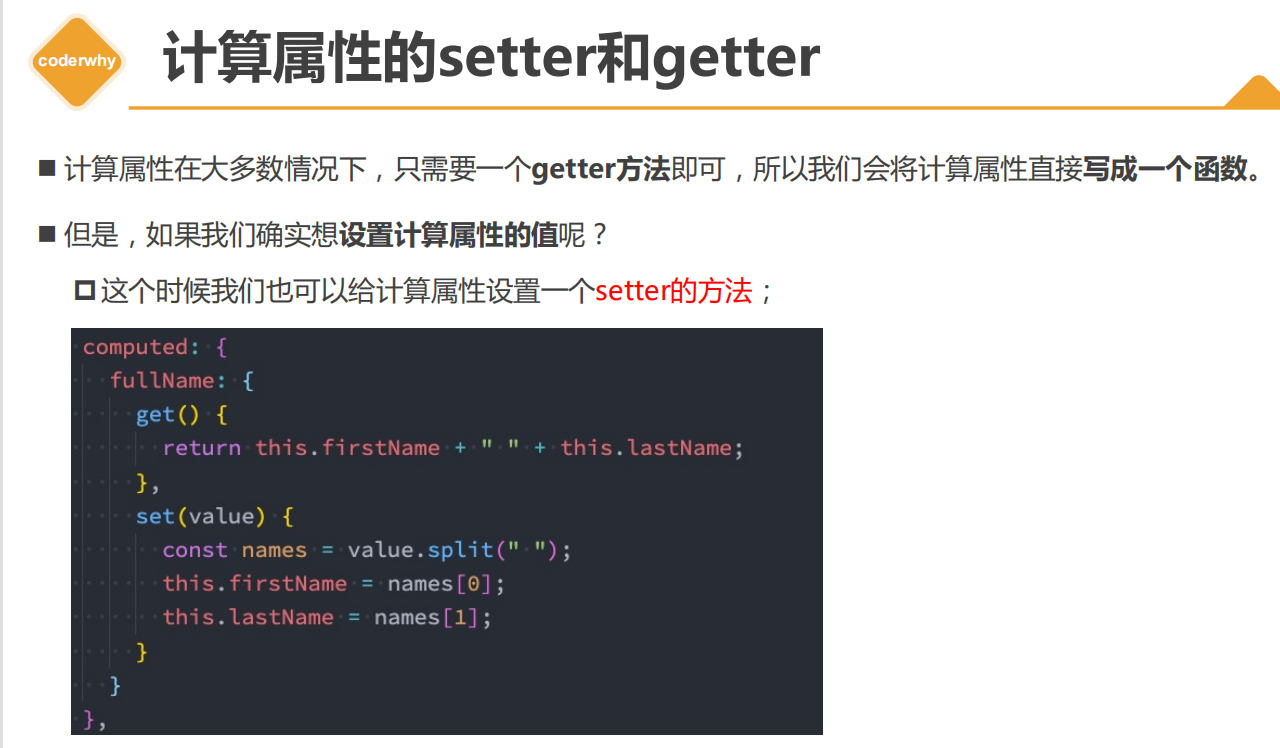 coderwhy
计算属性的setter和getter
■ 计算属性在大多数情况下，只需要一个getter方法即可，所以我们会将计算属性直接写成一个函数。
■ 但是，如果我们确实想设置计算属性的值呢？
这个时候我们也可以给计算属性设置一个setter的方法；
computed: {
  fullName: {
    get() {
      return this.firstName + " " + this.lastName;
    },
    set(value) {
      const names = value.split(" ");
      this.firstName = names[0];
      this.lastName = names[1];
    }
  }
},